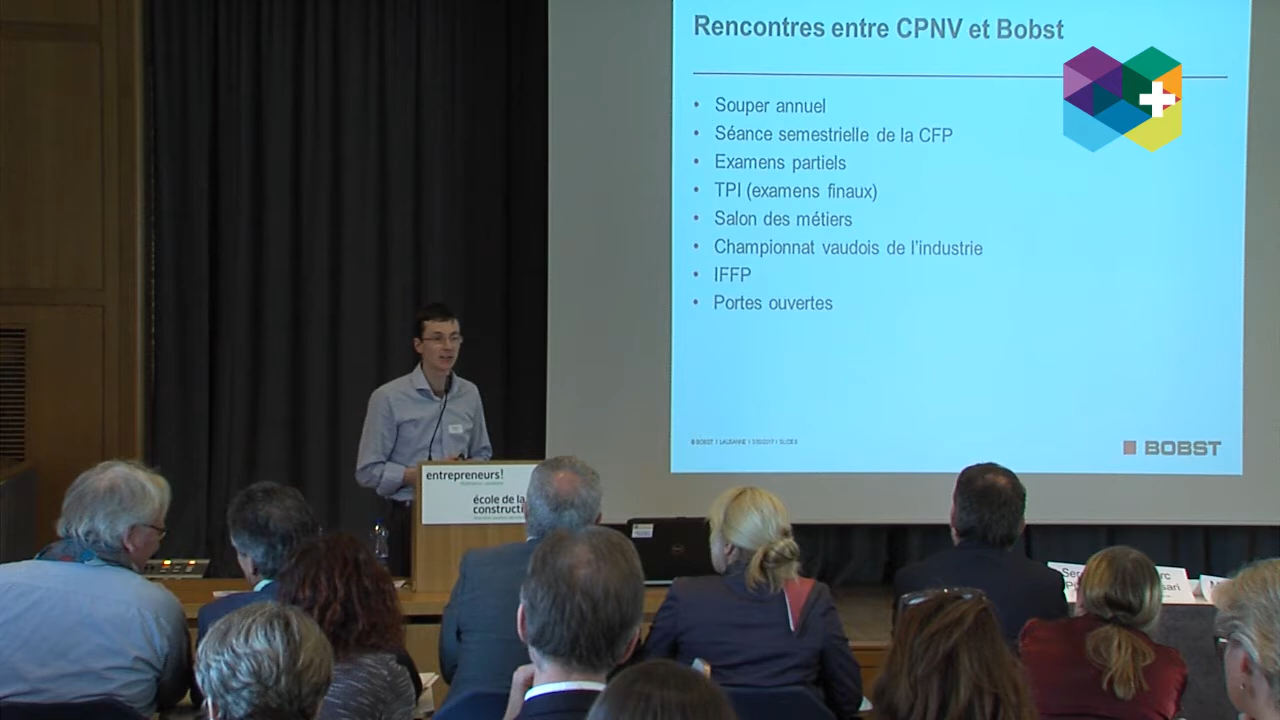 Rencontres entre CPNV et Bobst
• Souper annuel
• Séance semestrielle de la CFP
• Examens partiels
• TPI (examens finaux)
• Salon des métiers
• Championnat vaudois de l'industrie
• IFFP
• Portes ouvertes
BOBST
entrepreneurs!
école de la
constructi